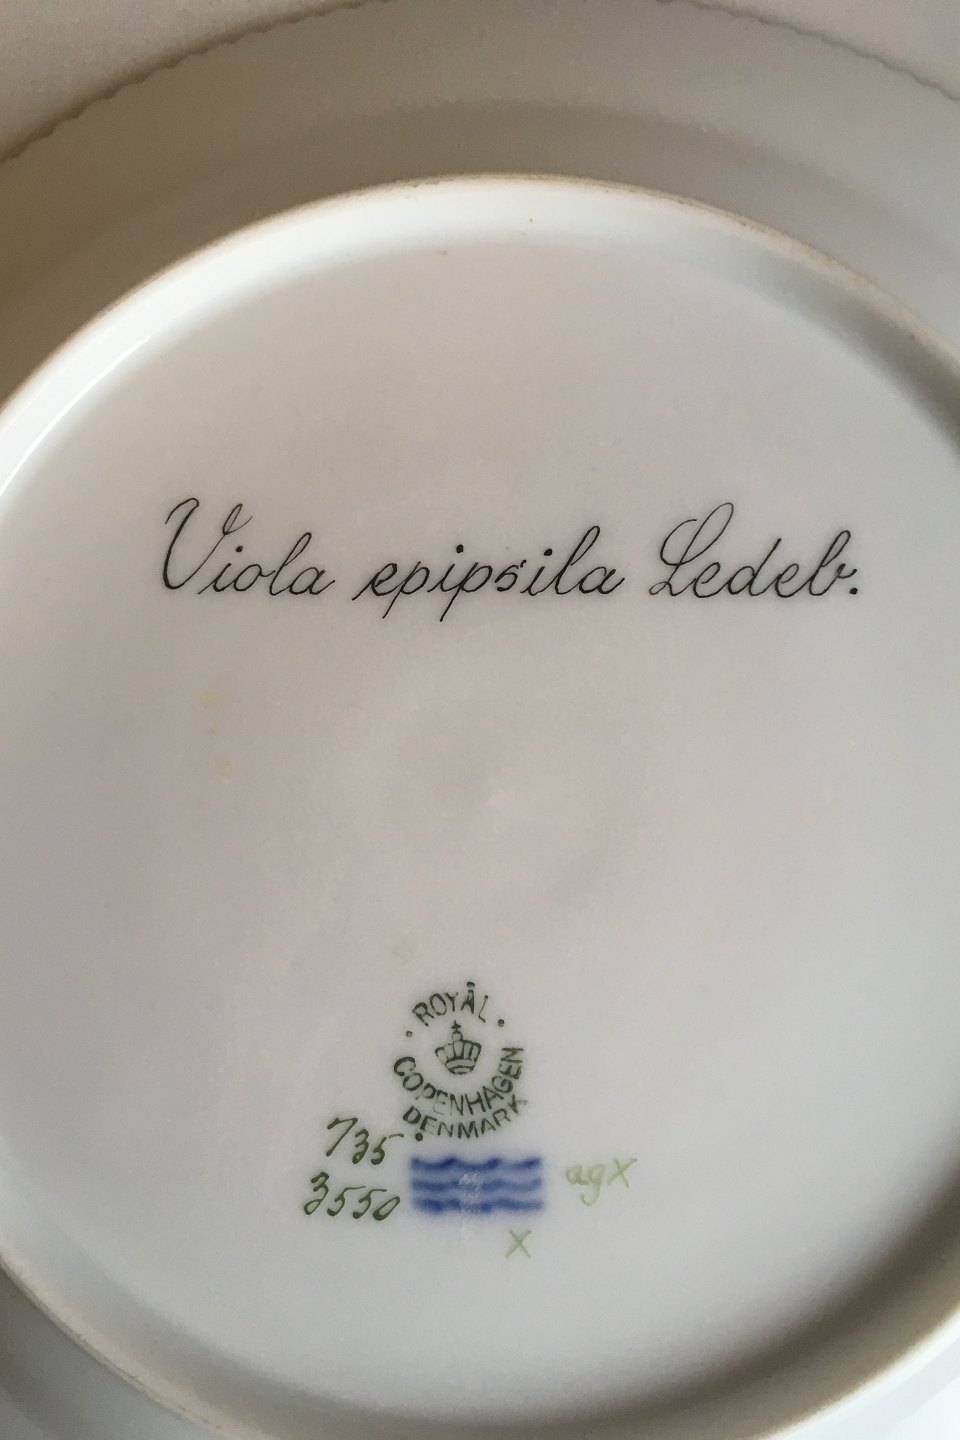 Viola epipsila Ledeb.
ROYAL
COPENHAGEN
DENMARK
735
3550
agX
X